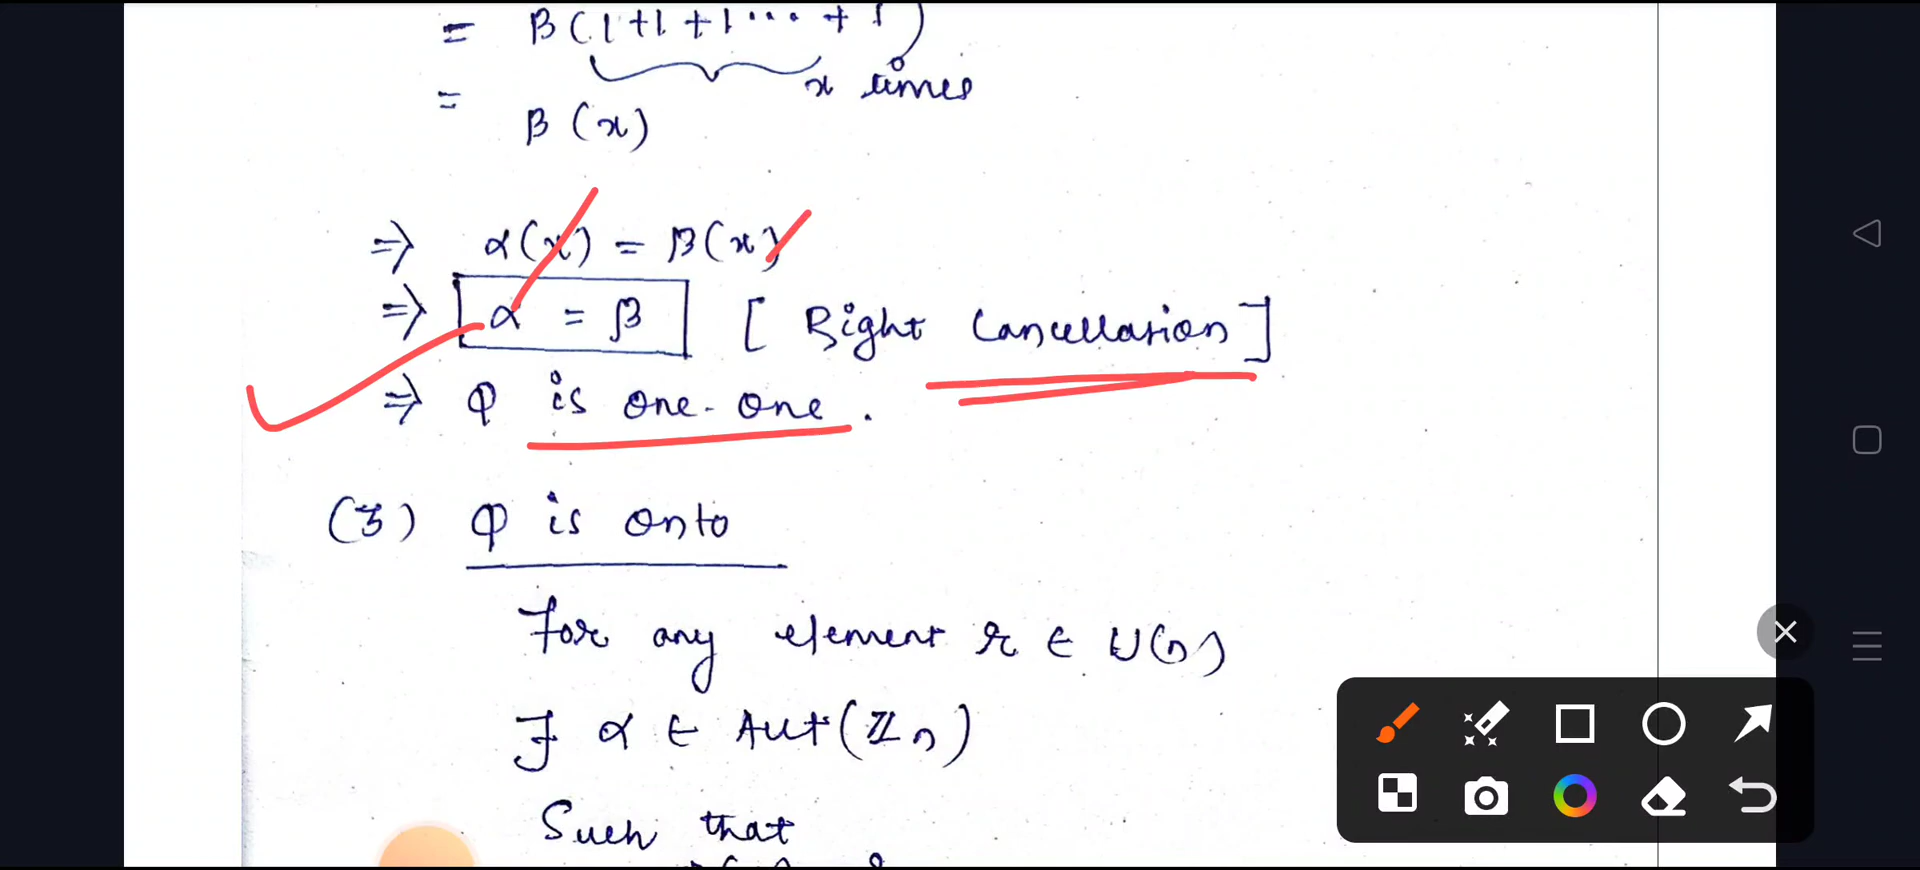 = β(1+1+1...+1)
x times
= β(x)
⇒ α(x) = β(x)
⇒ α = β [Right Cancellation]
⇒ φ is one-one.
(3) φ is onto
For any element r ∈ U(n)
∃ α ∈ Aut(ℤn)
Such that